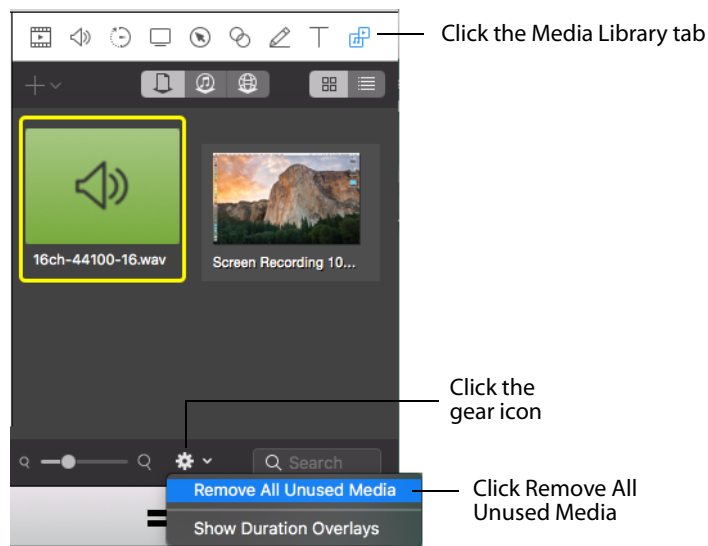 Click the Media Library tab
16ch-44100-16.wav
Screen Recording 10...
Click the
gear icon
Search
Remove All Unused Media
Click Remove All
Unused Media
Show Duration Overlays